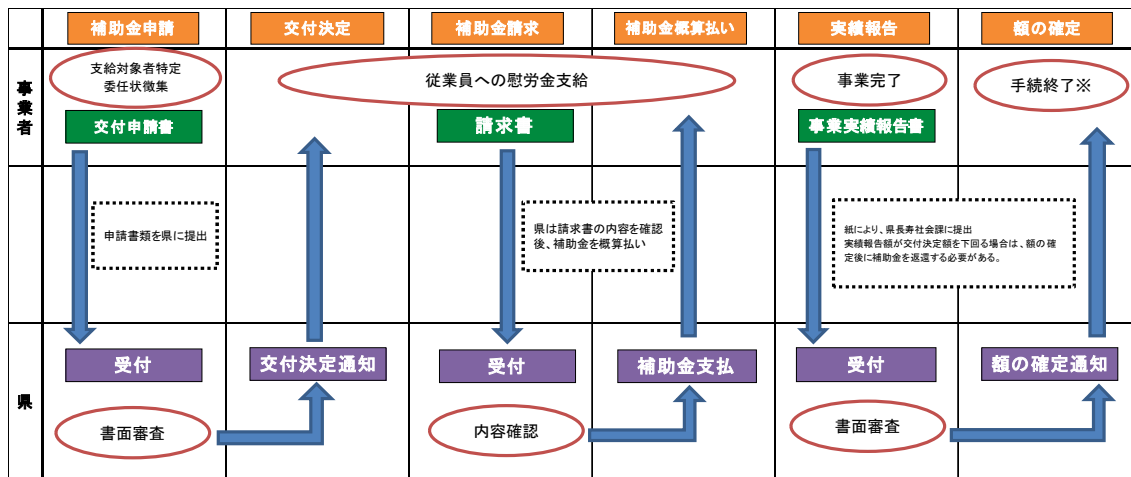 補助金申請
交付決定
補助金請求
補助金概算払い
実績報告
額の確定
事業者
支給対象者特定
委任状徴集
従業員への慰労金支給
事業完了
手続終了※
交付申請書
請求書
事業実績報告書
申請書類を県に提出
県は請求書の内容を確認
後、補助金を概算払い
紙により、県長寿社会課に提出
実績報告額が交付決定額を下回る場合は、額の確
定後に補助金を返還する必要がある。
県
受付
交付決定通知
受付
補助金支払
受付
額の確定通知
書面審査
内容確認
書面審査